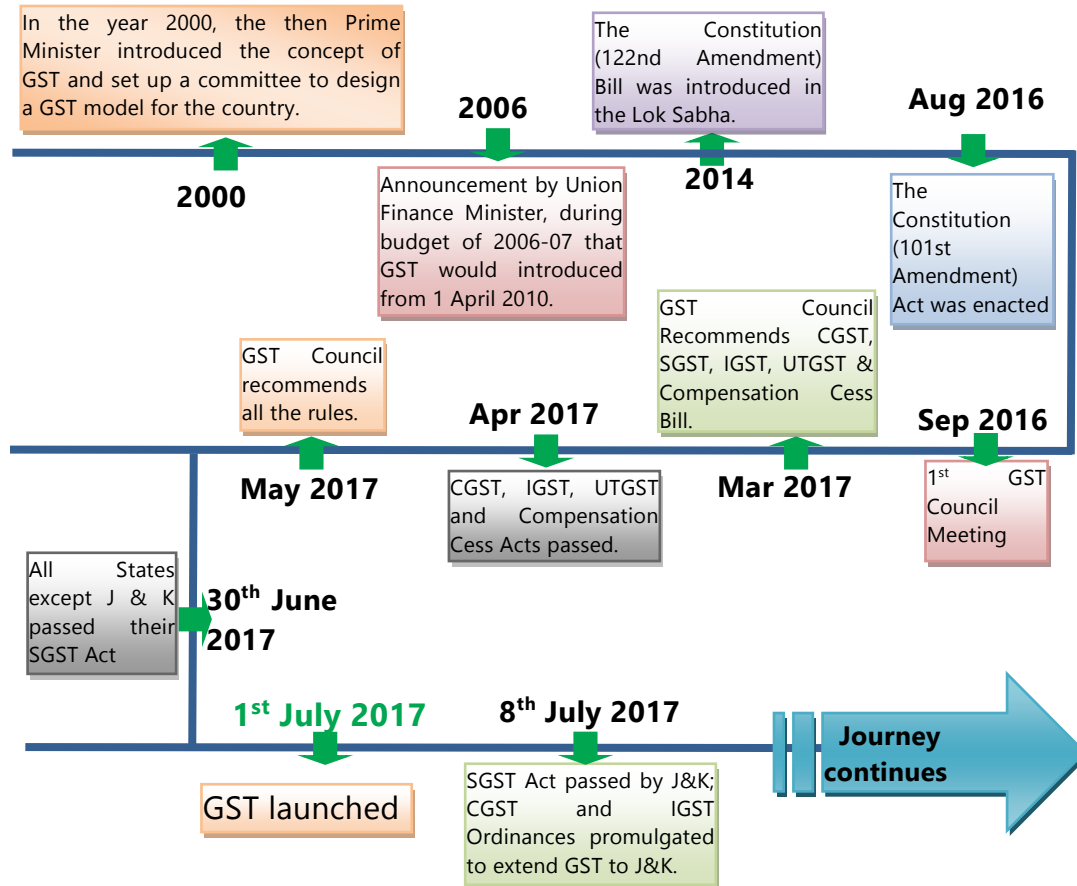 In the year 2000, the then Prime
Minister introduced the concept of
GST and set up a committee to design
a GST model for the country.
2000
2006
Announcement by Union
Finance Minister, during
budget of 2006-07 that
GST would introduced
from 1 April 2010.
The Constitution
(122nd Amendment)
Bill was introduced in
the Lok Sabha.
2014
Aug 2016
The
Constitution
(101st
Amendment)
Act was enacted
Sep 2016
1st GST
Council
Meeting
GST Council
Recommends CGST,
SGST, IGST, UTGST &
Compensation Cess
Bill.
Mar 2017
Apr 2017
CGST, IGST, UTGST
and Compensation
Cess Acts passed.
GST Council
recommends
all the rules.
May 2017
All States
except J & K
passed their
SGST Act
30th June
2017
1st July 2017
GST launched
8th July 2017
SGST Act passed by J&K;
CGST and IGST
Ordinances promulgated
to extend GST to J&K.
Journey
continues